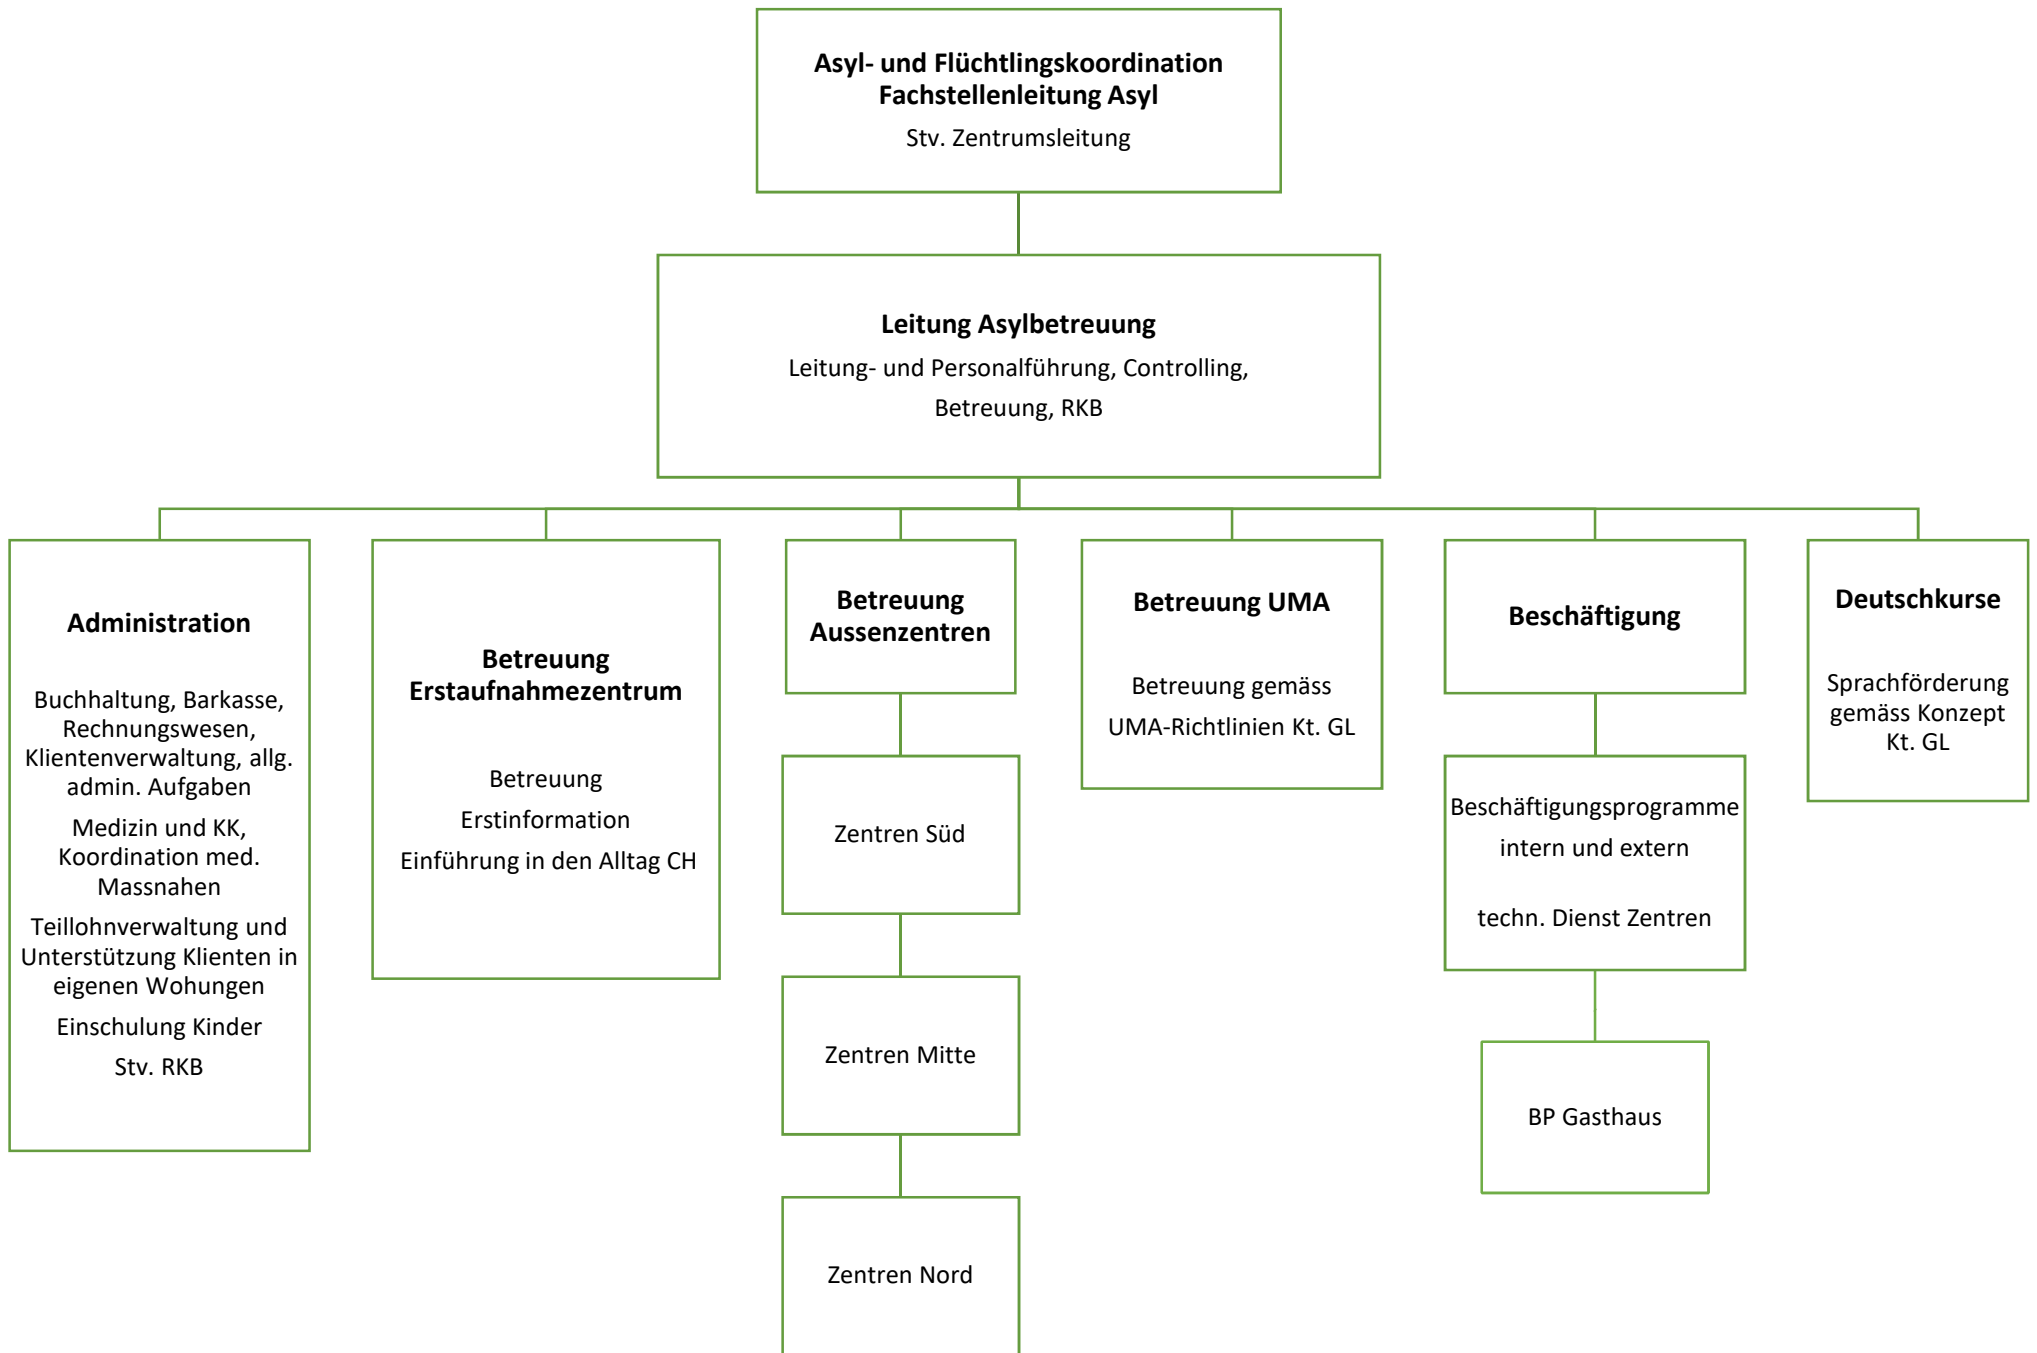 Asyl- und Flüchtlingskoordination
Fachstellenleitung Asyl
Stv. Zentrumsleitung
Leitung Asylbetreuung
Leitung- und Personalführung, Controlling,
Betreuung, RKB
Administration
Buchhaltung, Barkasse,
Rechnungswesen,
Klientenverwaltung, allg.
admin. Aufgaben
Medizin und KK,
Koordination med.
Massnahen
Teillohnverwaltung und
Unterstützung Klienten in
eigenen Wohungen
Einschulung Kinder
Stv. RKB
Betreuung
Erstaufnahmezentrum
Betreuung
Erstinformation
Einführung in den Alltag CH
Betreuung
Aussenzentren
Zentren Süd
Zentren Mitte
Zentren Nord
Betreuung UMA
Betreuung gemäss
UMA-Richtlinien Kt. GL
Beschäftigung
Beschäftigungsprogramme
intern und extern
techn. Dienst Zentren
BP Gasthaus
Deutschkurse
Sprachförderung
gemäss Konzept
Kt. GL